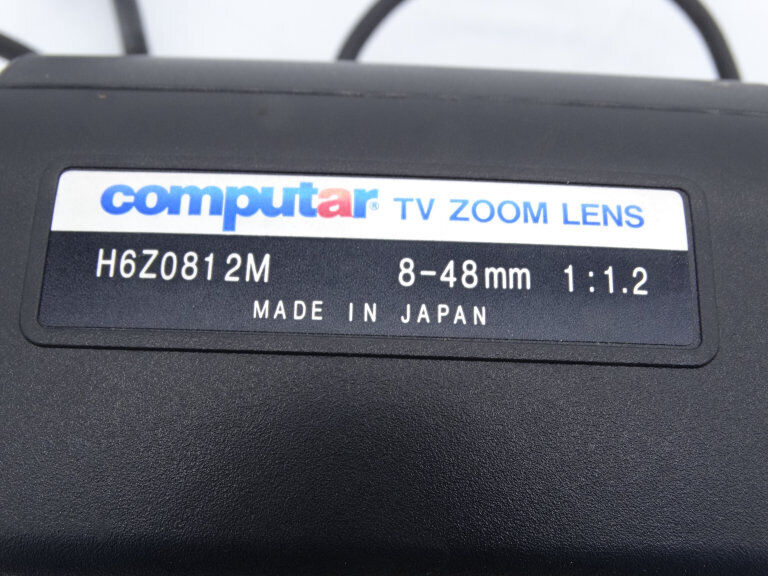 computar® TV ZOOM LENS
H6Z0812M 8-48mm 1:1.2
MADE IN JAPAN